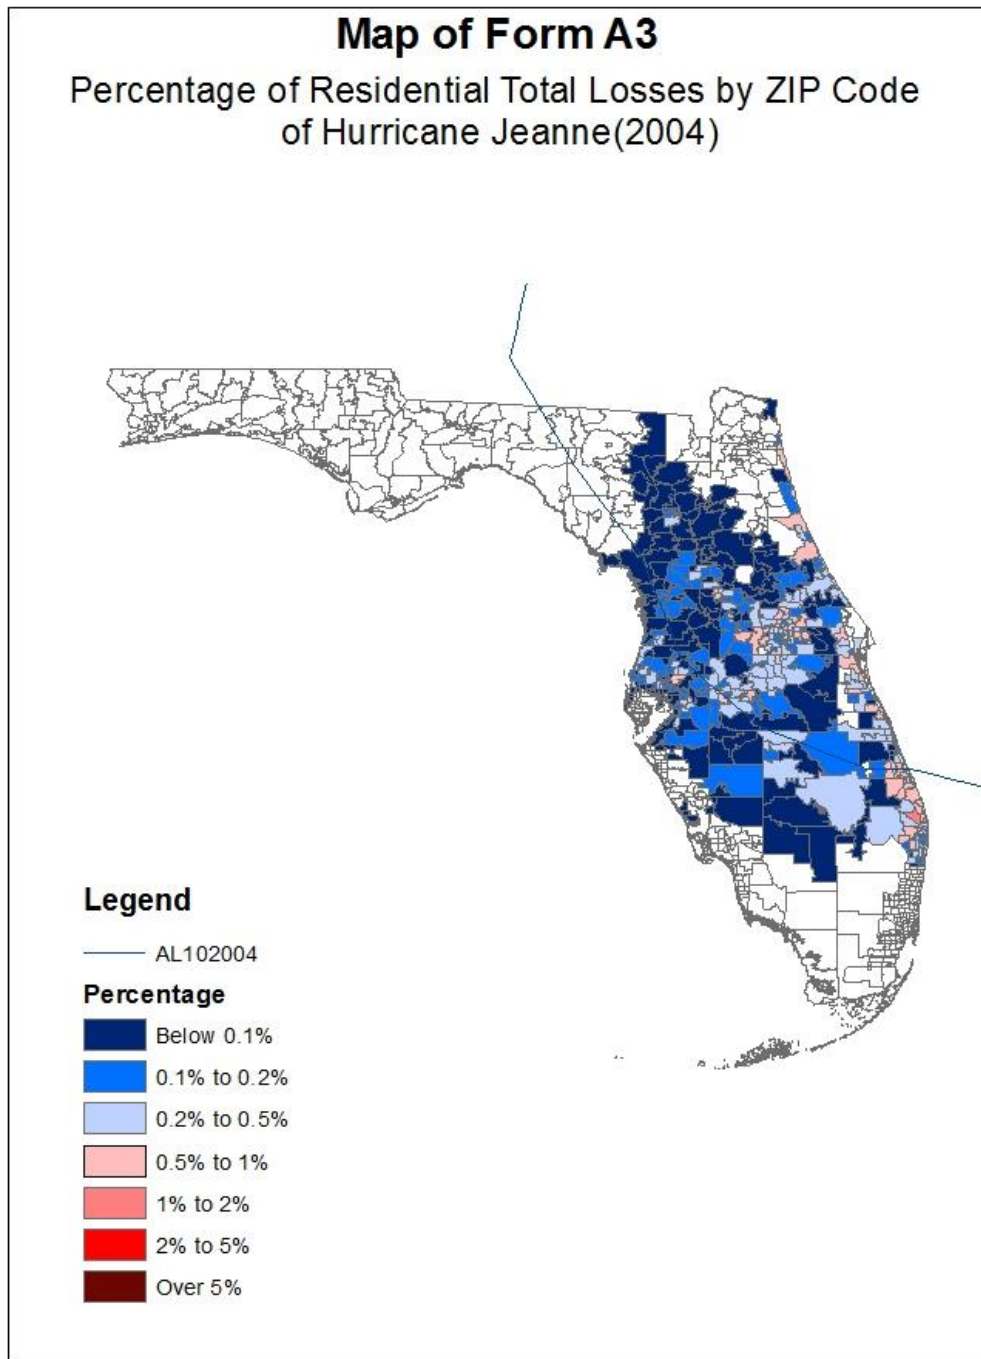 Map of Form A3
Percentage of Residential Total Losses by ZIP Code
of Hurricane Jeanne(2004)
Legend
AL102004
Percentage
Below 0.1%
0.1% to 0.2%
0.2% to 0.5%
0.5% to 1%
1% to 2%
2% to 5%
Over 5%